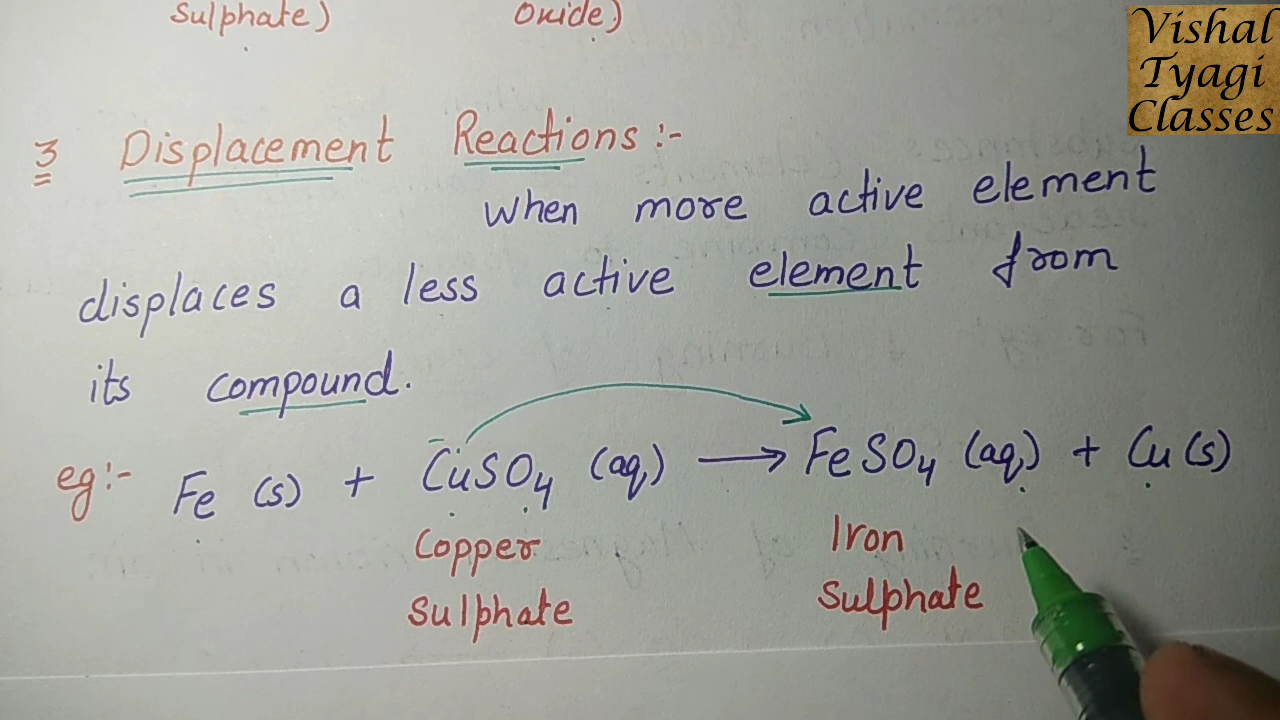 Sulphate) Oxide)
Vishal
Tyagi
Classes
3 Displacement Reactions:-
When more active element
displaces a less active element from
its compound.
eg:- Fe (s) + CuSO4 (aq) → FeSO4 (aq) + Cu (s)
Copper Iron
Sulphate Sulphate